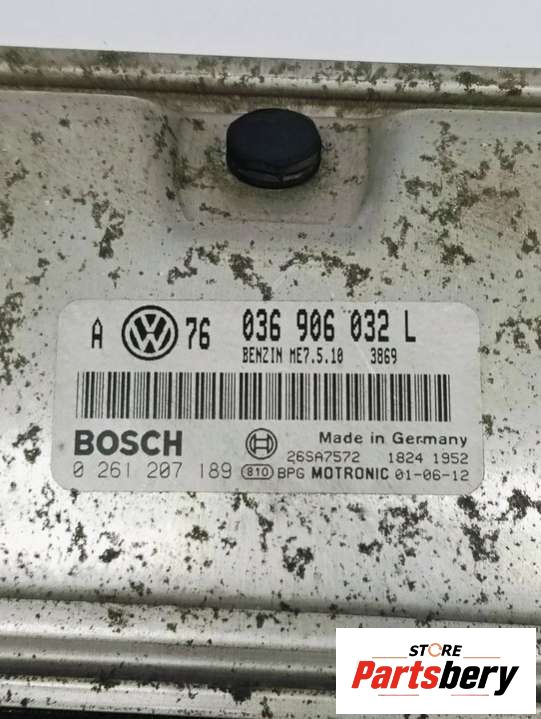 A VW 76 036 906 032 L
BENZIN ME7.5.10 3869
BOSCH Made in Germany
26SA7572 1824 1952
0 261 207 189 810 BPG MOTRONIC 01-06-12
STORE
Partsbery